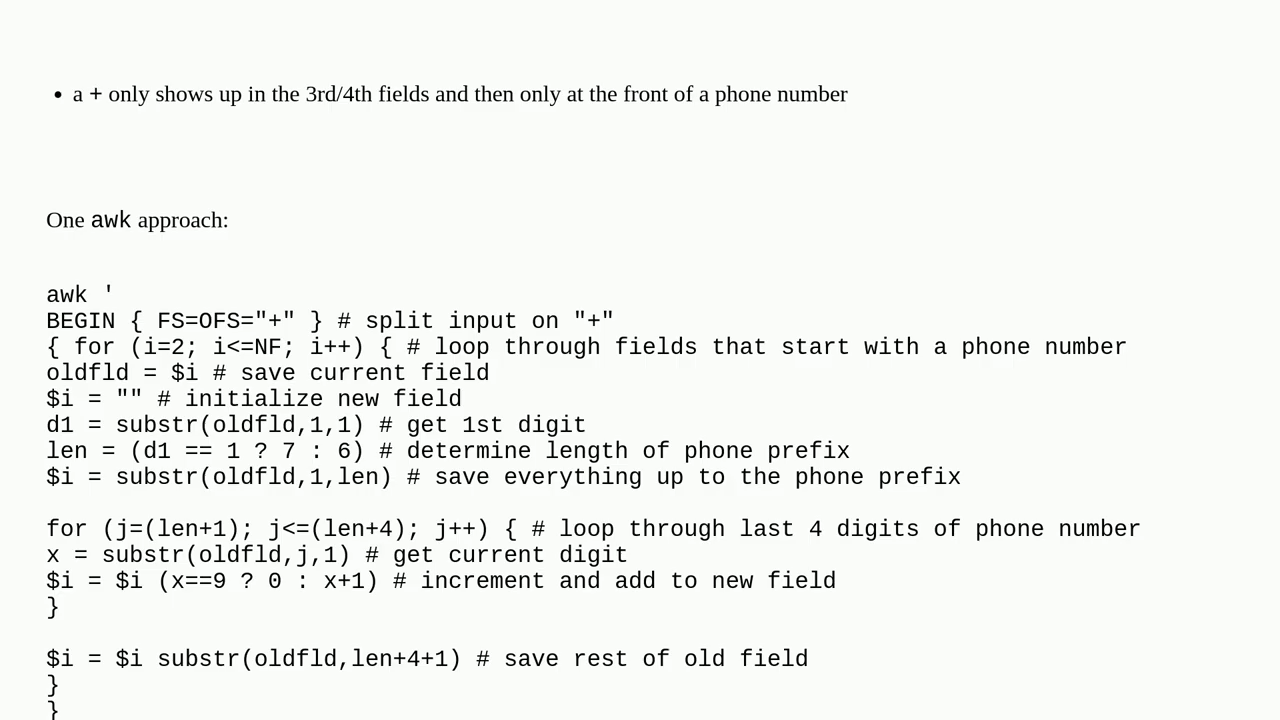 • a + only shows up in the 3rd/4th fields and then only at the front of a phone number
One awk approach:
awk '
BEGIN { FS=OFS="+" } # split input on "+"
{ for (i=2; i<=NF; i++) { # loop through fields that start with a phone number
oldfld = $i # save current field
$i = "" # initialize new field
d1 = substr(oldfld,1,1) # get 1st digit
len = (d1 == 1 ? 7 : 6) # determine length of phone prefix
$i = substr(oldfld,1,len) # save everything up to the phone prefix
for (j=(len+1); j<=(len+4); j++) { # loop through last 4 digits of phone number
x = substr(oldfld,j,1) # get current digit
$i = $i (x==9 ? 0 : x+1) # increment and add to new field
}
$i = $i substr(oldfld,len+4+1) # save rest of old field
}
}